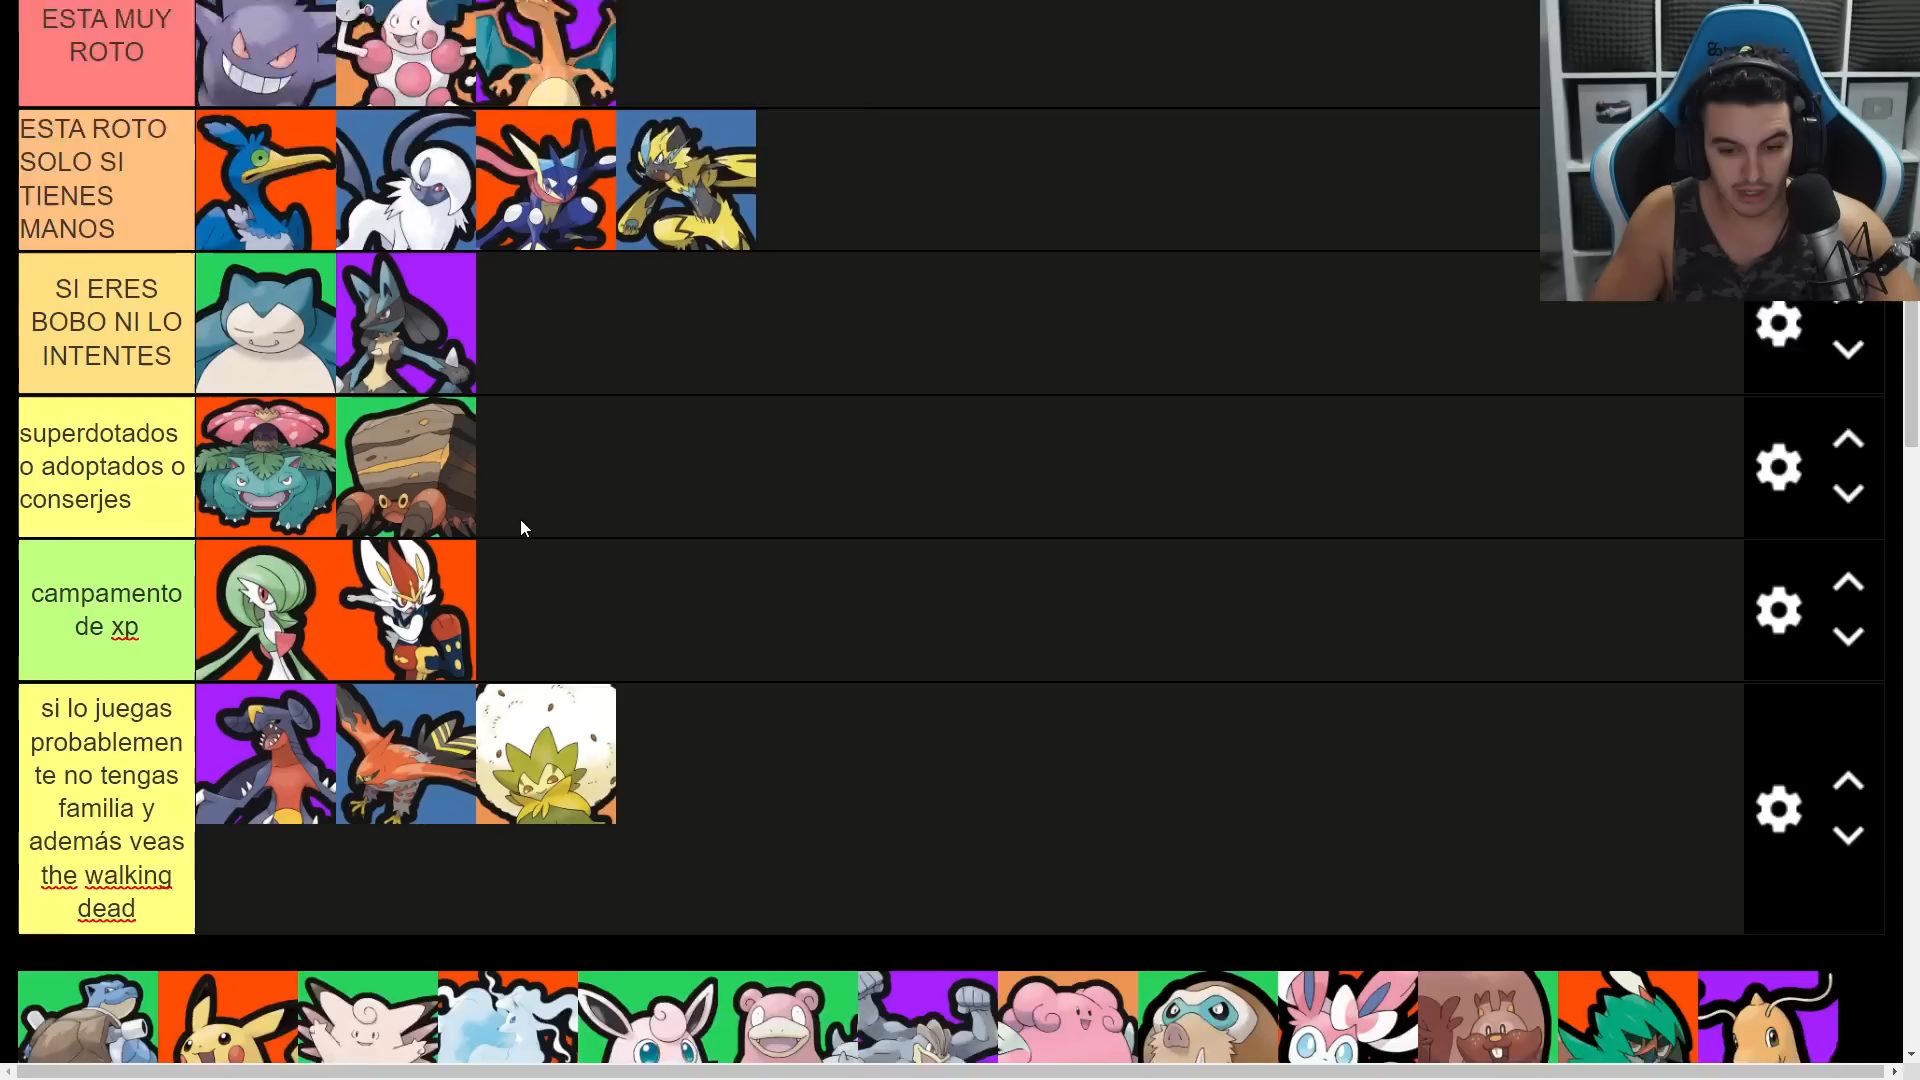 ESTA MUY
ROTO
ESTA ROTO
SOLO SI
TIENES
MANOS
SI ERES
BOBO NI LO
INTENTES
superdotados
o adoptados o
conserjes
campamento
de xp
si lo juegas
probablemen
te no tengas
familia y
además veas
the walking
dead